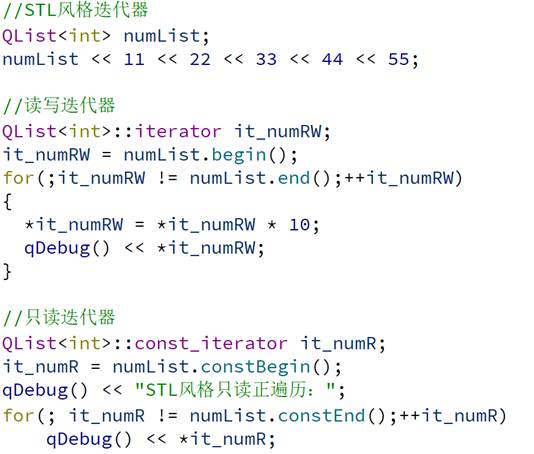 //STL风格迭代器
QList<int> numList;
numList << 11 << 22 << 33 << 44 << 55;
//读写迭代器
QList<int>::iterator it_numRW;
it_numRW = numList.begin();
for(;it_numRW != numList.end();++it_numRW)
{
*it_numRW = *it_numRW * 10;
qDebug() << *it_numRW;
}
//只读迭代器
QList<int>::const_iterator it_numR;
it_numR = numList.constBegin();
qDebug() << "STL风格只读正遍历：";
for(; it_numR != numList.constEnd();++it_numR)
qDebug() << *it_numR;